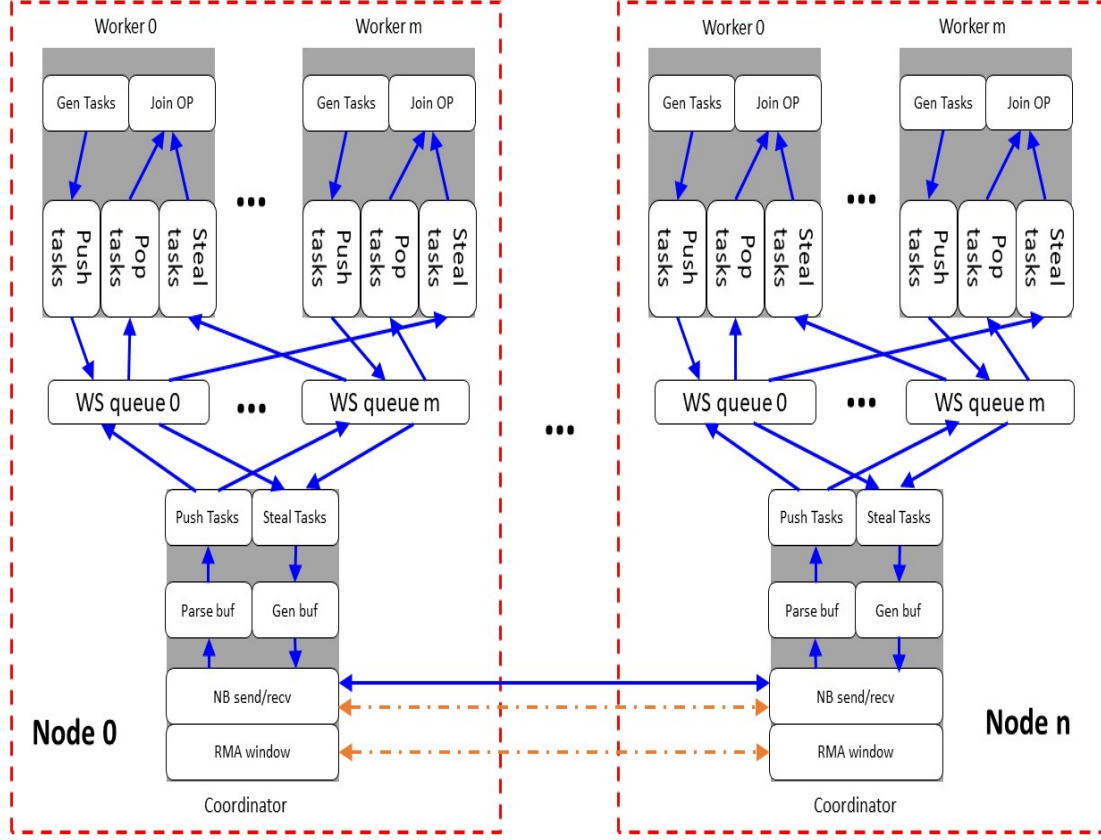 Worker 0
Worker m
Worker 0
Worker m
Gen Tasks
Join OP
Gen Tasks
Join OP
Gen Tasks
Join OP
Gen Tasks
Join OP
...
...
Push
tasks
Pop
tasks
Steal
tasks
Push
tasks
Pop
tasks
Steal
tasks
Push
tasks
Pop
tasks
Steal
tasks
Push
tasks
Pop
tasks
Steal
tasks
WS queue 0
...
WS queue m
...
WS queue 0
...
WS queue m
Push Tasks
Steal Tasks
Push Tasks
Steal Tasks
Parse buf
Gen buf
Parse buf
Gen buf
NB send/recv
NB send/recv
Node 0
Node n
RMA window
RMA window
Coordinator
Coordinator